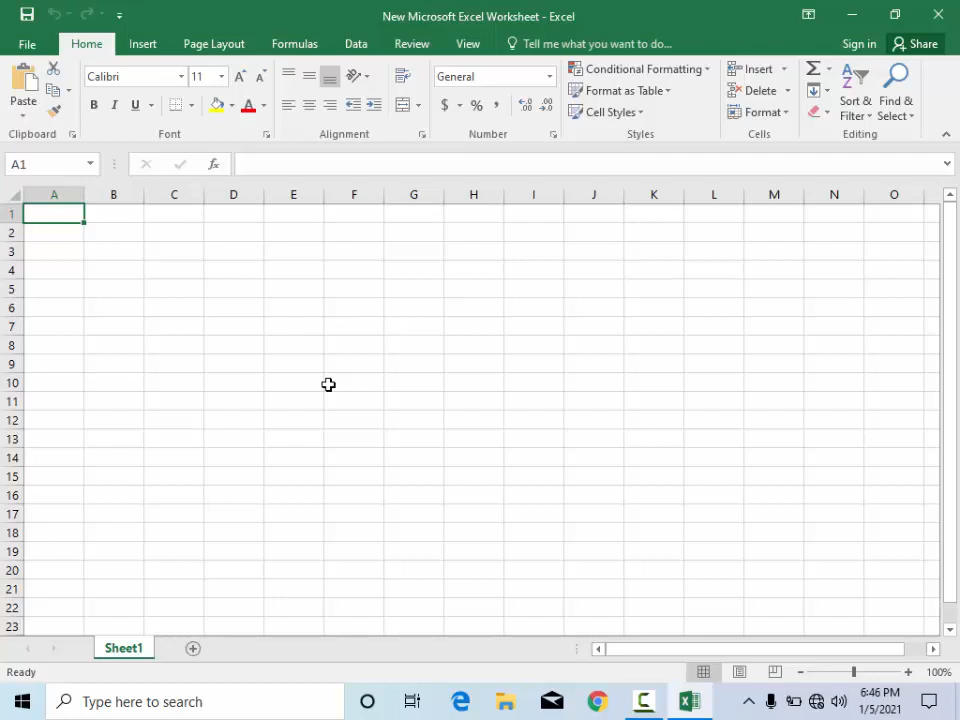 New Microsoft Excel Worksheet - Excel
File Home Insert Page Layout Formulas Data Review View Tell me what you want to do... Sign in Share
Paste
Calibri 11
B I U A
General
$ % ,
Conditional Formatting
Format as Table
Cell Styles
Insert
Delete
Format
Sort & Filter
Find & Select
Clipboard Font Alignment Number Styles Cells Editing
A1 fx
A B C D E F G H I J K L M N O
1
2
3
4
5
6
7
8
9
10
11
12
13
14
15
16
17
18
19
20
21
22
23
Sheet1
Ready 100%
Type here to search
6:46 PM
1/5/2021